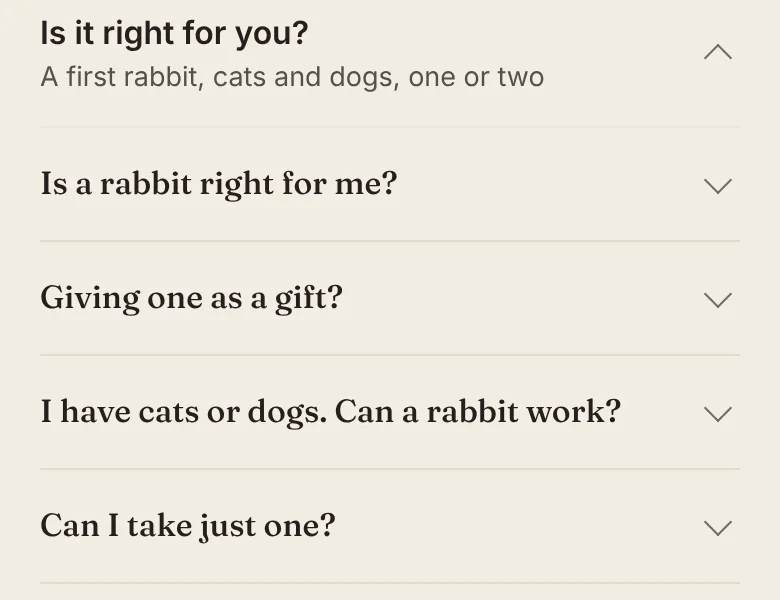 Is it right for you?
A first rabbit, cats and dogs, one or two
Is a rabbit right for me?
Giving one as a gift?
I have cats or dogs. Can a rabbit work?
Can I take just one?